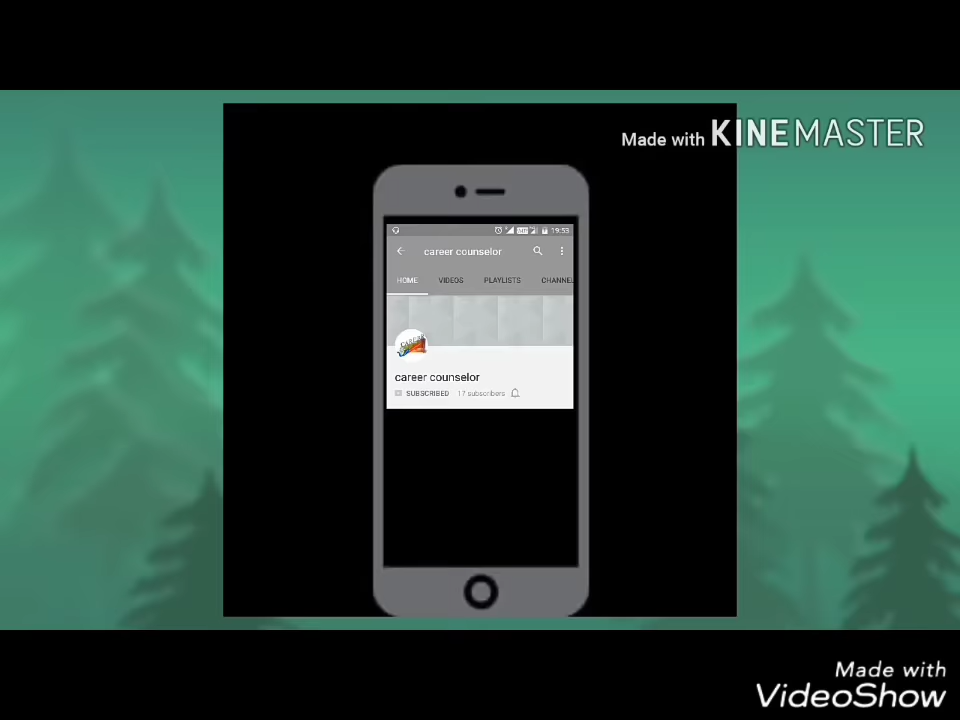 Made with KINEMASTER
19:53
career counselor
HOME VIDEOS PLAYLISTS CHANNEL
CAREER
career counselor
SUBSCRIBED 17 subscribers
Made with
VideoShow